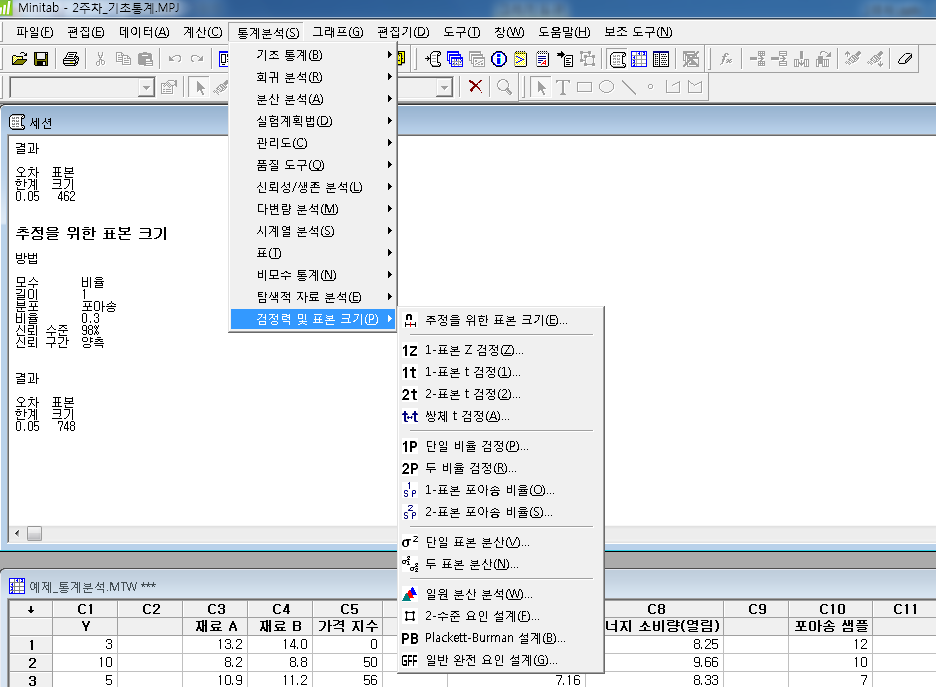 Minitab - 2주차_기초통계.MPJ
파일(F) 편집(E) 데이터(A) 계산(C) 통계분석(S) 그래프(G) 편집기(D) 도구(T) 창(W) 도움말(H) 보조 도구(N)
세션
결과
오차 표본
한계 크기
0.05 462
추정을 위한 표본 크기
방법
모수 비율
길이 1
분포 포아송
비율 0.3
신뢰 수준 98%
신뢰 구간 양측
결과
오차 표본
한계 크기
0.05 748
기초 통계(B)
회귀 분석(R)
분산 분석(A)
실험계획법(D)
관리도(C)
품질 도구(Q)
신뢰성/생존 분석(L)
다변량 분석(M)
시계열 분석(S)
표(T)
비모수 통계(N)
탐색적 자료 분석(E)
검정력 및 표본 크기(P)
추정을 위한 표본 크기(E)...
1Z 1-표본 Z 검정(Z)...
1t 1-표본 t 검정(1)...
2t 2-표본 t 검정(2)...
t-t 쌍체 t 검정(A)...
1P 단일 비율 검정(P)...
2P 두 비율 검정(R)...
1-표본 포아송 비율(O)...
2-표본 포아송 비율(S)...
σ² 단일 표본 분산(V)...
두 표본 분산(N)...
일원 분산 분석(W)...
2-수준 요인 설계(F)...
PB Plackett-Burman 설계(B)...
GFF 일반 완전 요인 설계(G)...
예제_통계분석.MTW ***
C1 C2 C3 C4 C5 C8 C9 C10 C11
Y 재료 A 재료 B 가격 지수 너지 소비량(열림) 포아송 샘플
1 3 13.2 14.0 0 8.25 12
2 10 8.2 8.8 50 9.66 10
3 5 10.9 11.2 56 7.16 8.33 7